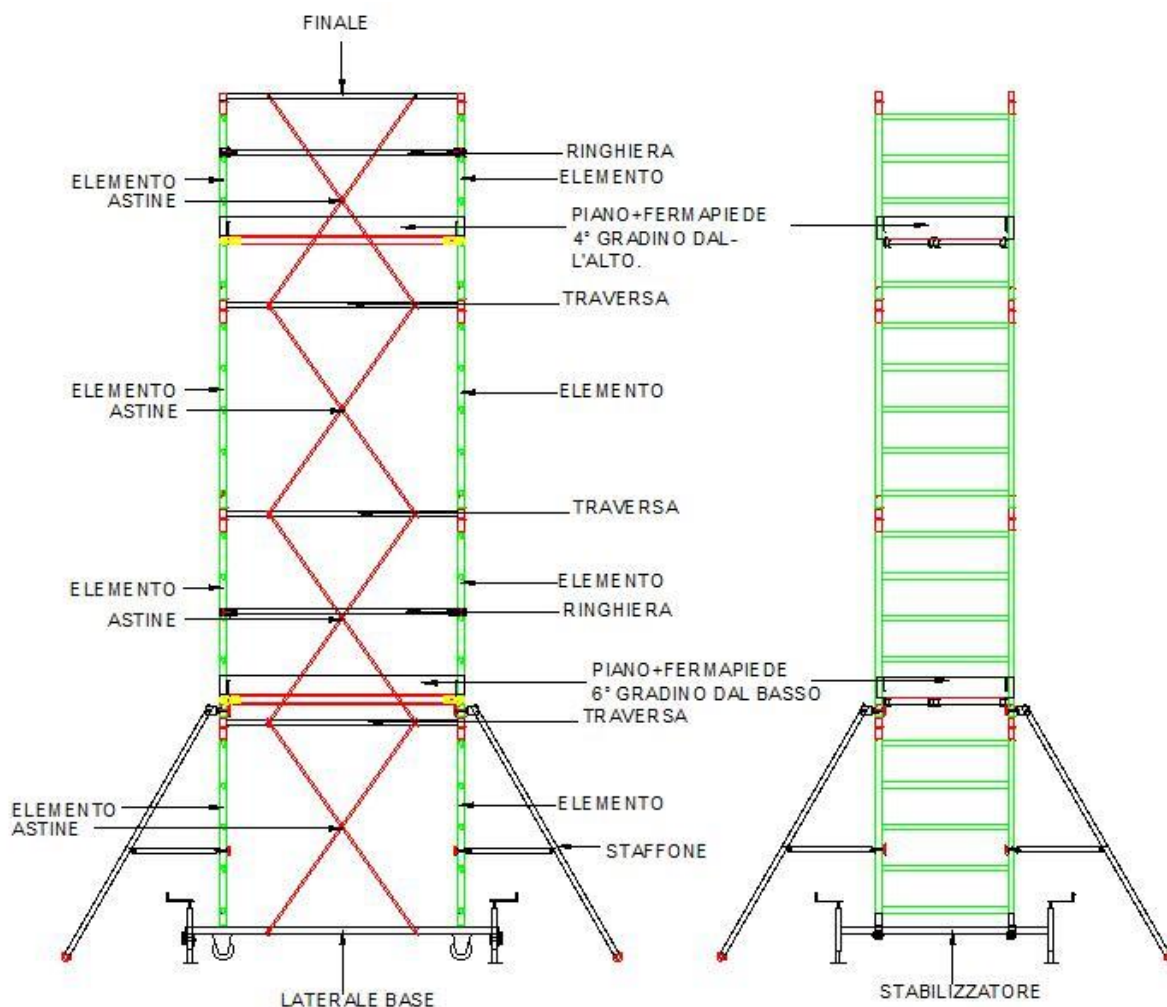 FINALE
RINGHIERA
ELEMENTO
ELEMENTO
ASTINE
PIANO+FERMAPIEDE
4° GRADINO DAL-
L'ALTO.
TRAVERSA
ELEMENTO
ELEMENTO
ASTINE
TRAVERSA
ELEMENTO
ELEMENTO
ASTINE
RINGHIERA
PIANO+FERMAPIEDE
6° GRADINO DAL BASSO
TRAVERSA
ELEMENTO
ELEMENTO
ASTINE
STAFFONE
LATERALE BASE
STABILIZZATORE